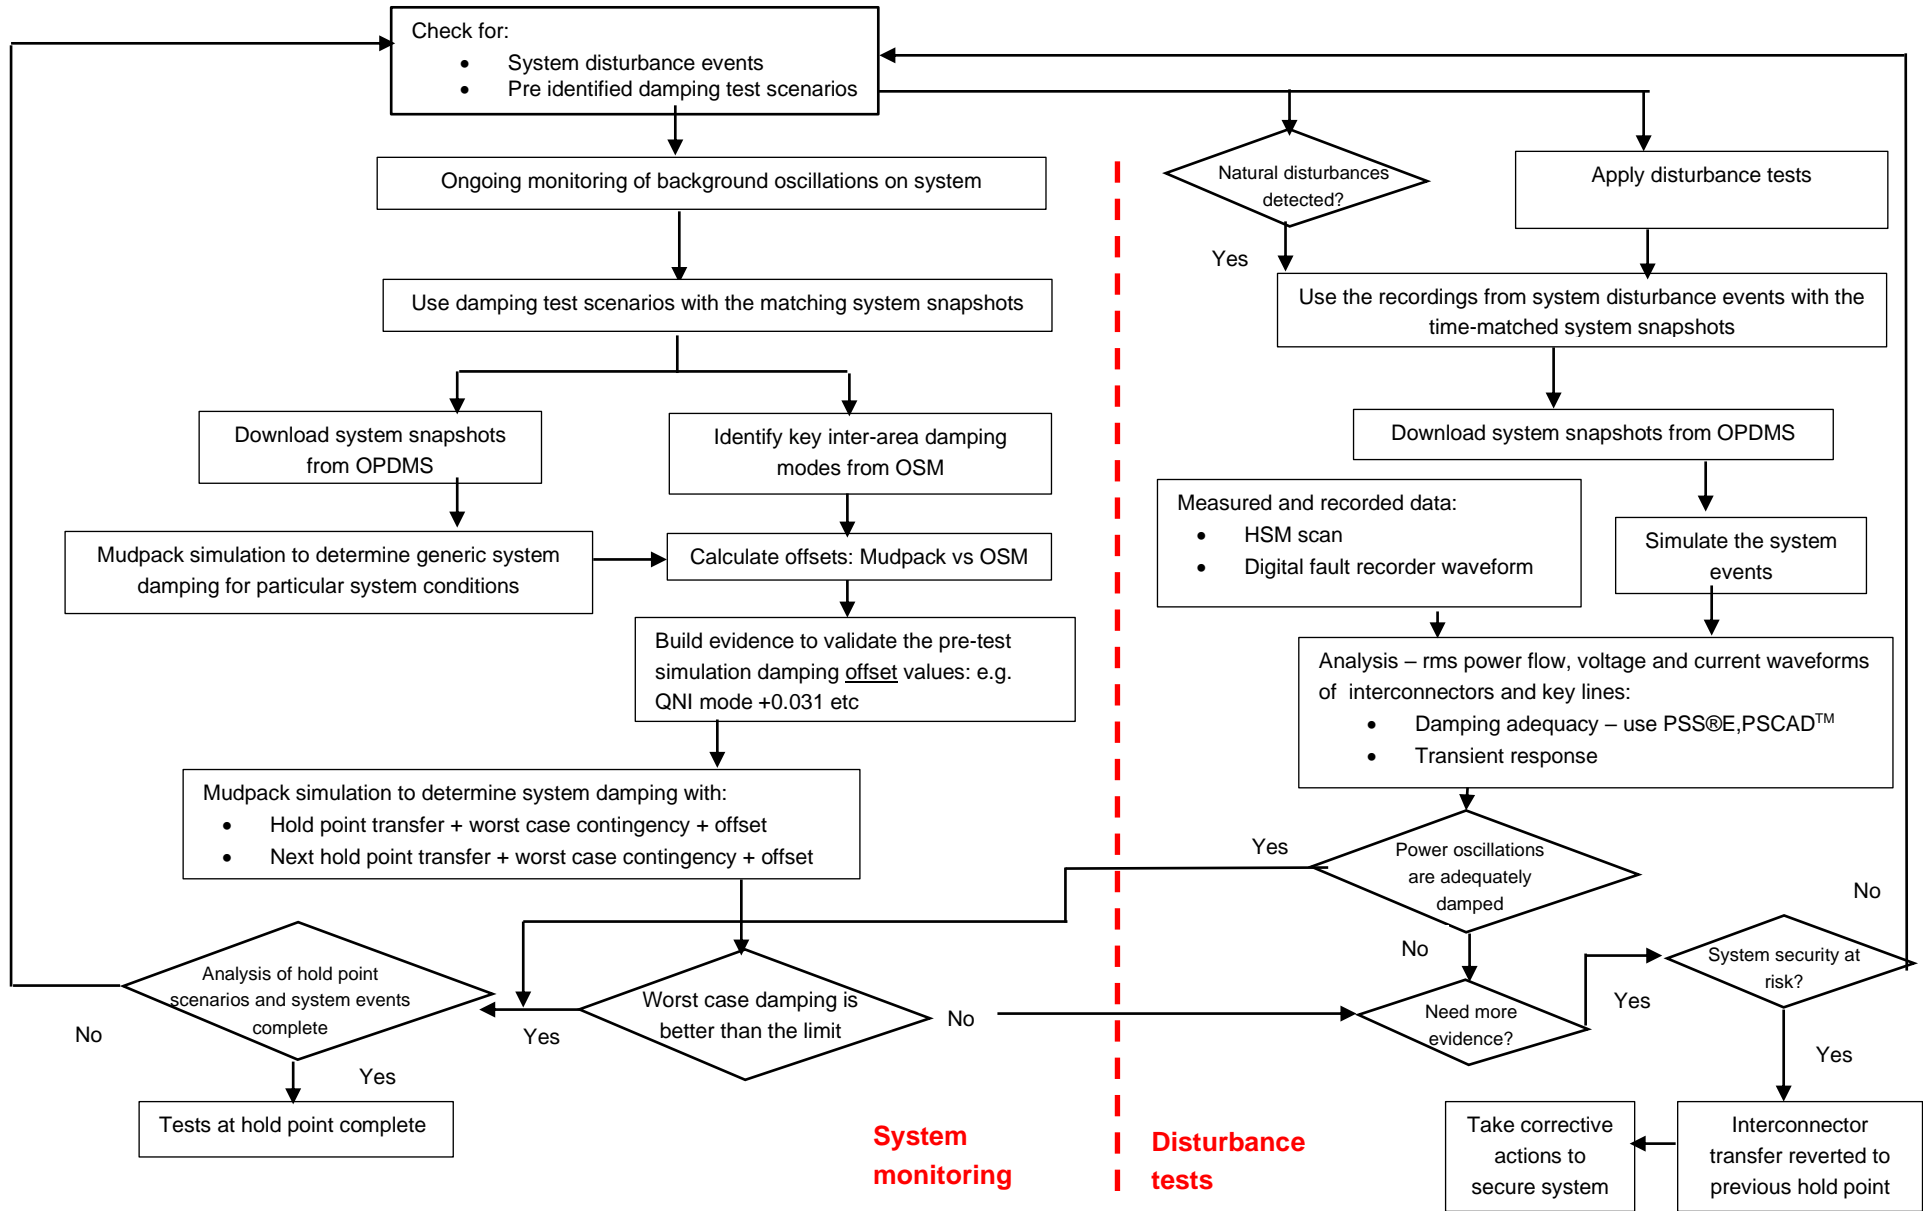 Check for:
• System disturbance events
• Pre identified damping test scenarios
Ongoing monitoring of background oscillations on system
Use damping test scenarios with the matching system snapshots
Download system snapshots
from OPDMS
Identify key inter-area damping
modes from OSM
Mudpack simulation to determine generic system
damping for particular system conditions
Calculate offsets: Mudpack vs OSM
Build evidence to validate the pre-test
simulation damping offset values: e.g.
QNI mode +0.031 etc
Mudpack simulation to determine system damping with:
• Hold point transfer + worst case contingency + offset
• Next hold point transfer + worst case contingency + offset
Analysis of hold point
scenarios and system events
complete
No
Yes
Tests at hold point complete
Worst case damping is
better than the limit
Yes
No
System
monitoring
Natural disturbances
detected?
Yes
Apply disturbance tests
Use the recordings from system disturbance events with the
time-matched system snapshots
Download system snapshots from OPDMS
Measured and recorded data:
• HSM scan
• Digital fault recorder waveform
Simulate the system
events
Analysis – rms power flow, voltage and current waveforms
of interconnectors and key lines:
• Damping adequacy – use PSS®E,PSCAD™
• Transient response
Power oscillations
are adequately
damped
Yes
No
Need more
evidence?
Yes
System security at
risk?
No
Yes
Interconnector
transfer reverted to
previous hold point
Take corrective
actions to
secure system
Disturbance
tests